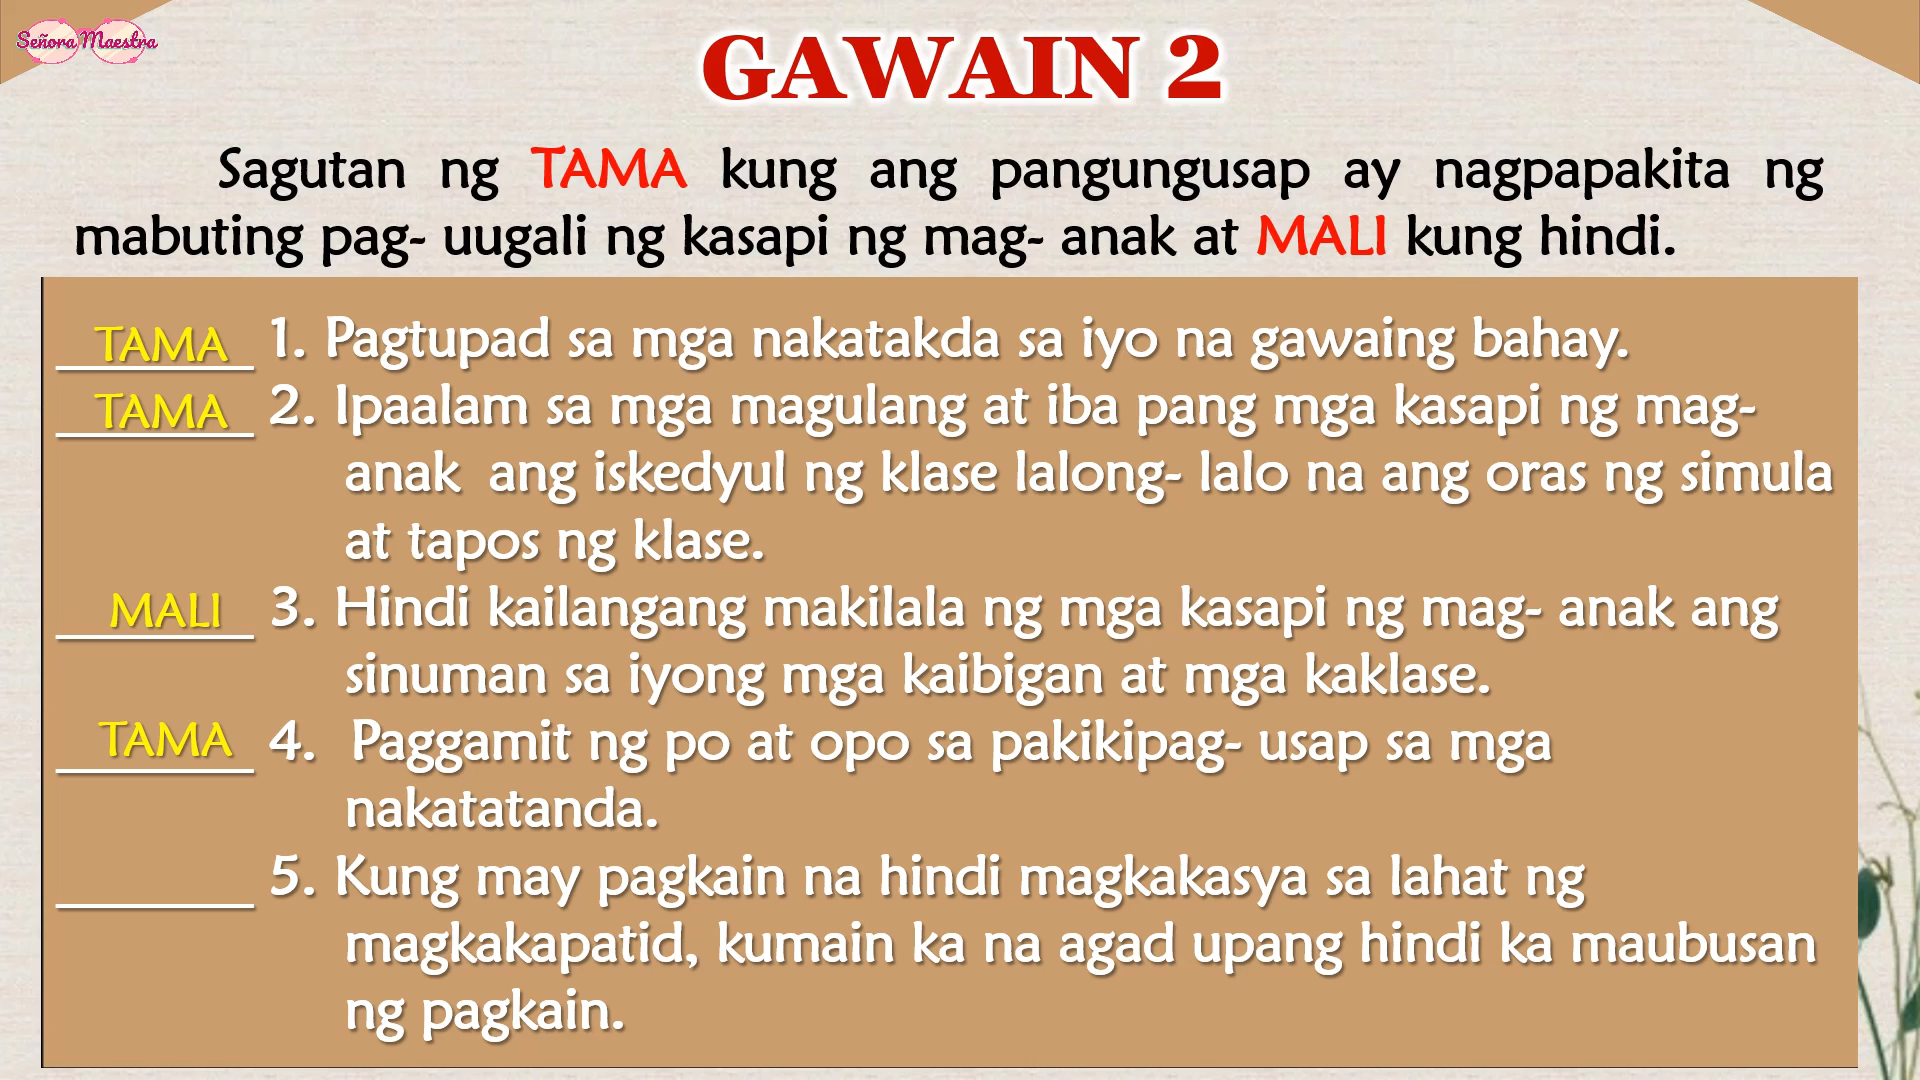 Señora Maestra
GAWAIN 2
Sagutan ng TAMA kung ang pangungusap ay nagpapakita ng
mabuting pag- uugali ng kasapi ng mag- anak at MALI kung hindi.
TAMA 1. Pagtupad sa mga nakatakda sa iyo na gawaing bahay.
TAMA 2. Ipaalam sa mga magulang at iba pang mga kasapi ng mag-
anak ang iskedyul ng klase lalong- lalo na ang oras ng simula
at tapos ng klase.
MALI 3. Hindi kailangang makilala ng mga kasapi ng mag- anak ang
sinuman sa iyong mga kaibigan at mga kaklase.
TAMA 4. Paggamit ng po at opo sa pakikipag- usap sa mga
nakatatanda.
________ 5. Kung may pagkain na hindi magkakasya sa lahat ng
magkakapatid, kumain ka na agad upang hindi ka maubusan
ng pagkain.